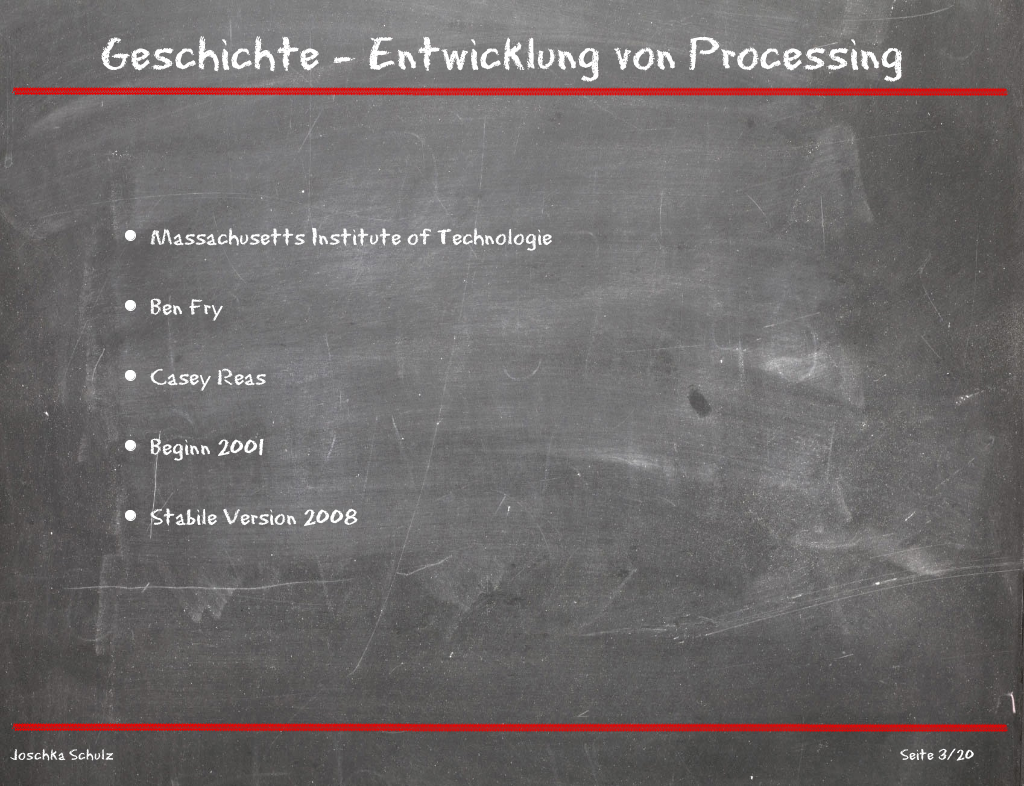 Geschichte - Entwicklung von Processing
Massachusetts Institute of Technologie
Ben Fry
Casey Reas
Beginn 2001
Stabile Version 2008
Joschka Schulz
Seite 3/20